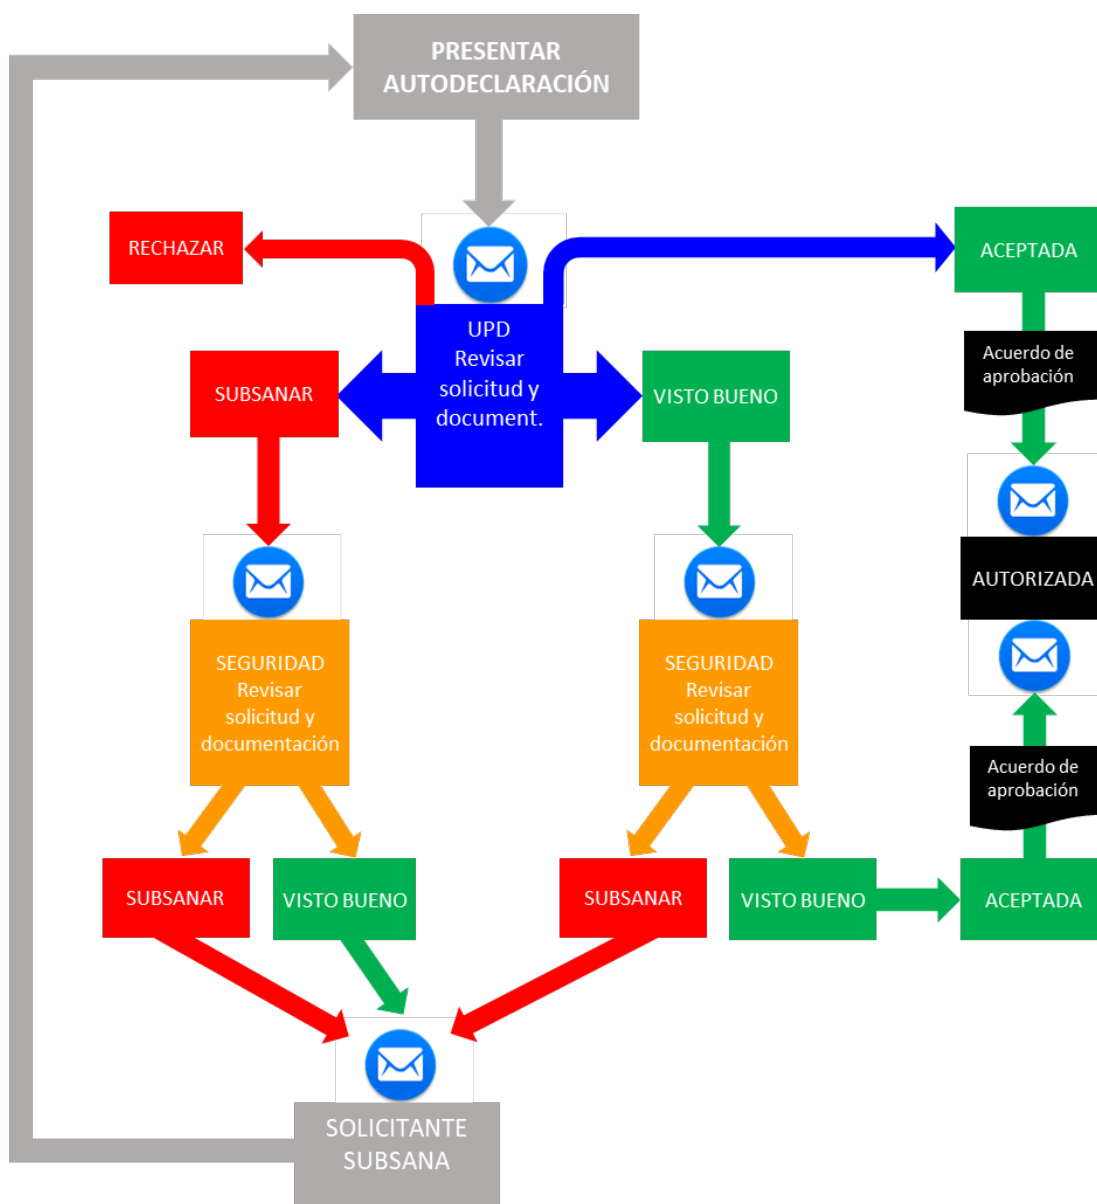 PRESENTAR
AUTODECLARACIÓN
RECHAZAR
ACEPTADA
UPD
Revisar
solicitud y
document.
SUBSANAR
VISTO BUENO
Acuerdo de
aprobación
AUTORIZADA
SEGURIDAD
Revisar
solicitud y
documentación
SEGURIDAD
Revisar
solicitud y
documentación
Acuerdo de
aprobación
SUBSANAR
VISTO BUENO
SUBSANAR
VISTO BUENO
ACEPTADA
SOLICITANTE
SUBSANA